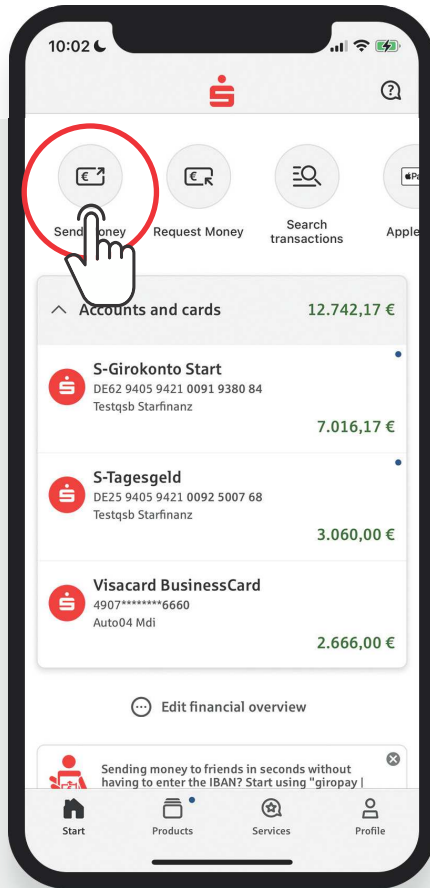 10:02
Send Money
Request Money
Search
transactions
Apple
Accounts and cards
12.742,17 €
S-Girokonto Start
DE62 9405 9421 0091 9380 84
Testqsb Starfinanz
7.016,17 €
S-Tagesgeld
DE25 9405 9421 0092 5007 68
Testqsb Starfinanz
3.060,00 €
Visacard BusinessCard
4907********6660
Auto04 Mdi
2.666,00 €
Edit financial overview
Sending money to friends in seconds without
having to enter the IBAN? Start using "giropay |
Start
Products
Services
Profile